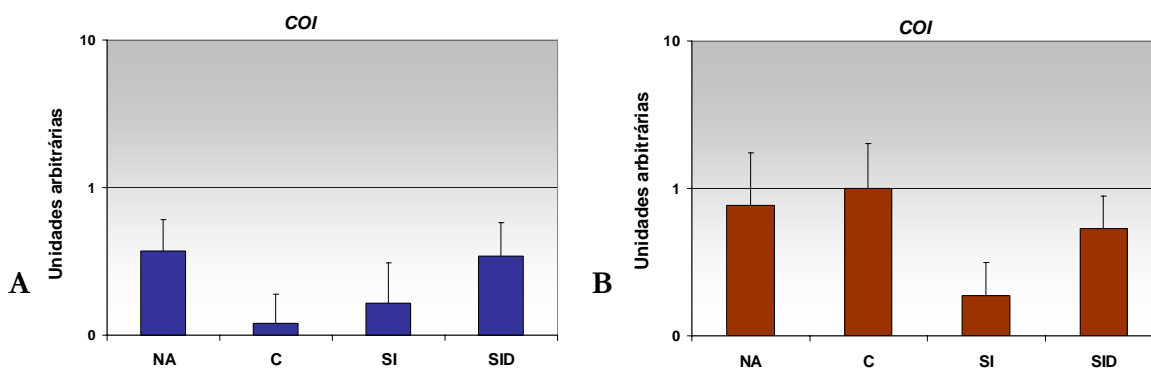 COI
10
1
0
Unidades arbitrárias
A
NA C SI SID
COI
10
1
0
Unidades arbitrárias
B
NA C SI SID